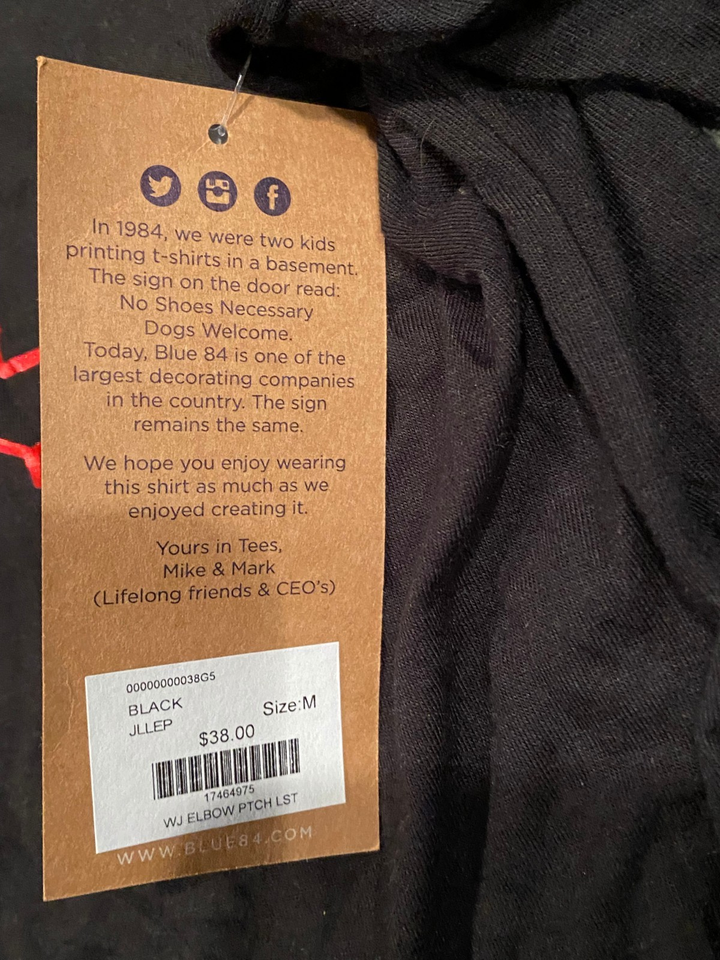 In 1984, we were two kids
printing t-shirts in a basement.
The sign on the door read:
No Shoes Necessary
Dogs Welcome.
Today, Blue 84 is one of the
largest decorating companies
in the country. The sign
remains the same.
We hope you enjoy wearing
this shirt as much as we
enjoyed creating it.
Yours in Tees,
Mike & Mark
(Lifelong friends & CEO's)
00000000038G5
BLACK Size:M
JLLEP
$38.00
17464975
WJ ELBOW PTCH LST
WWW.BLUE84.COM